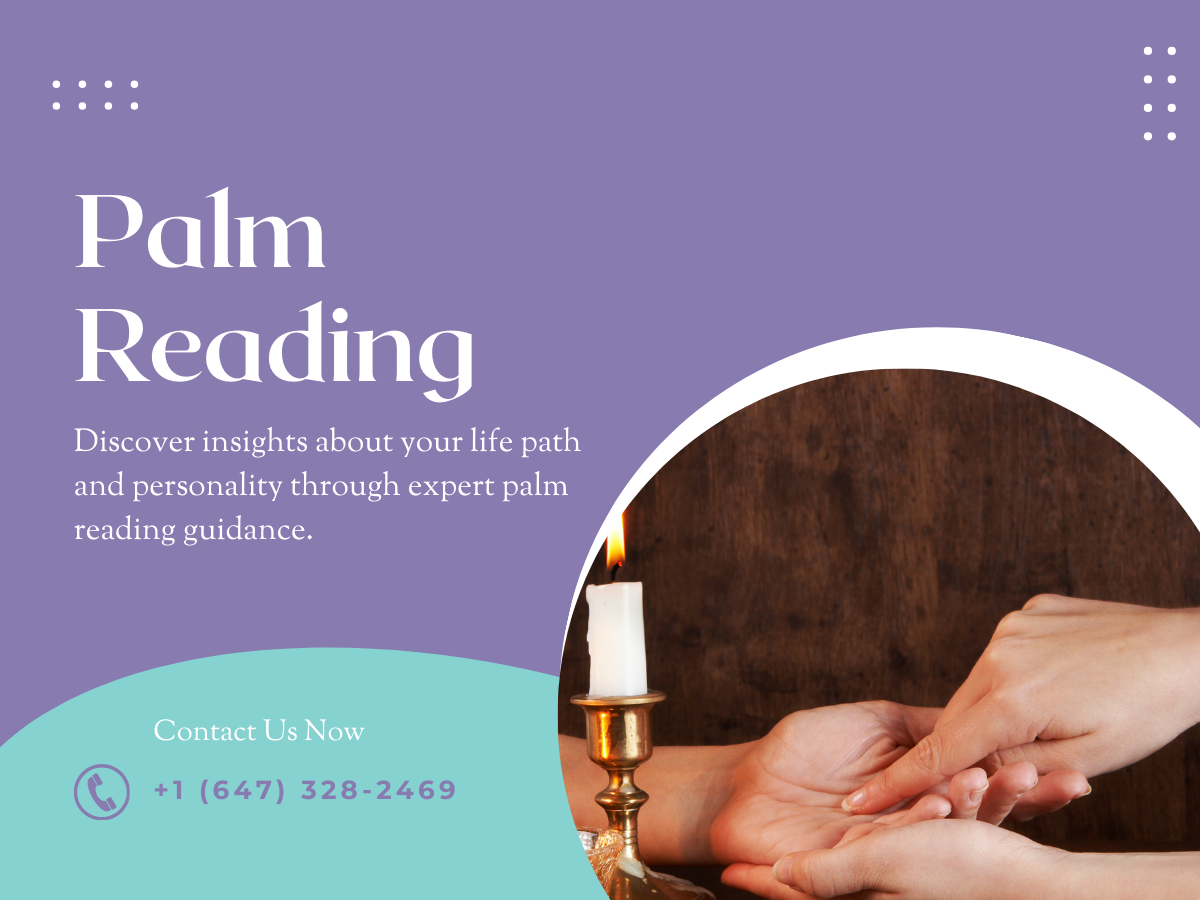 Palm
Reading
Discover insights about your life path
and personality through expert palm
reading guidance.
Contact Us Now
+1 (647) 328-2469